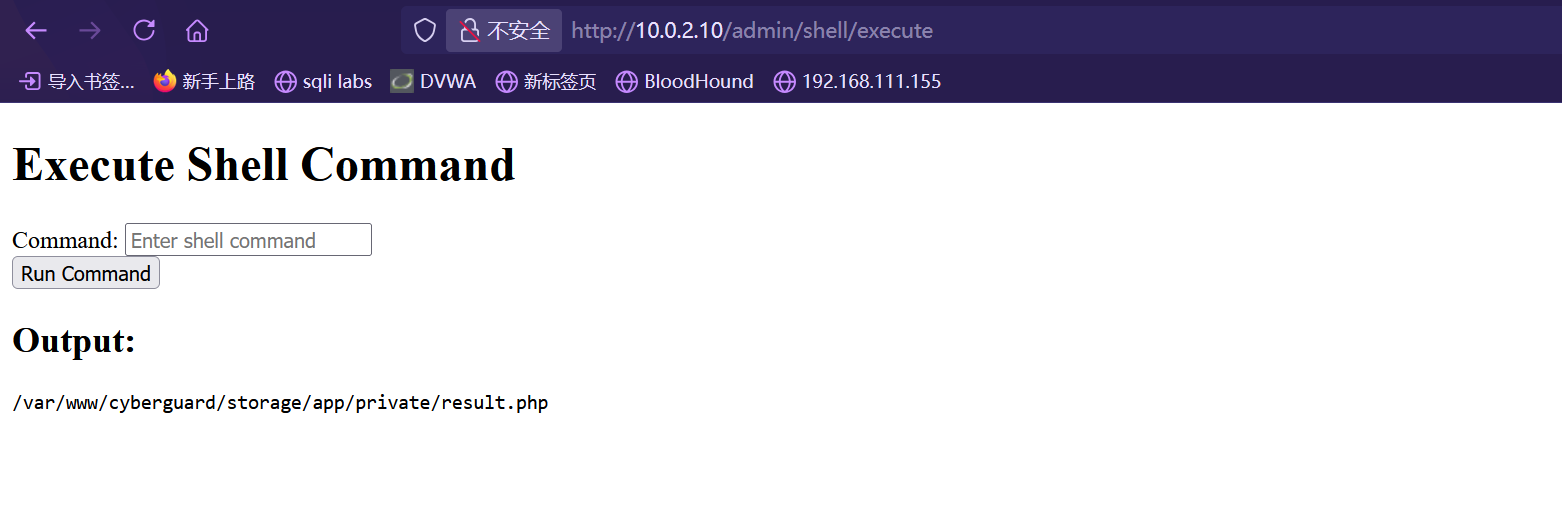 不安全 http://10.0.2.10/admin/shell/execute
导入书签... 新手上路 sqli labs DVWA 新标签页 BloodHound 192.168.111.155
Execute Shell Command
Command: Enter shell command
Run Command
Output:
/var/www/cyberguard/storage/app/private/result.php